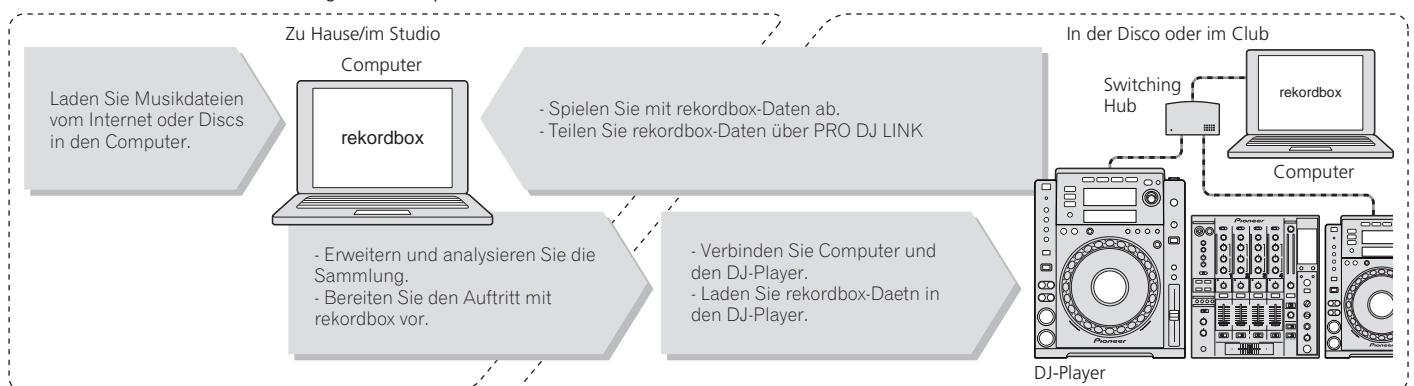 Zu Hause/im Studio
Computer
Laden Sie Musikdateien
vom Internet oder Discs
in den Computer.
rekordbox
- Spielen Sie mit rekordbox-Daten ab.
- Teilen Sie rekordbox-Daten über PRO DJ LINK
- Erweitern und analysieren Sie die
Sammlung.
- Bereiten Sie den Auftritt mit
rekordbox vor.
- Verbinden Sie Computer und
den DJ-Player.
- Laden Sie rekordbox-Daetn in
den DJ-Player.
In der Disco oder im Club
Switching
Hub
rekordbox
Computer
Pioneer
Pioneer
Pioneer
DJ-Player